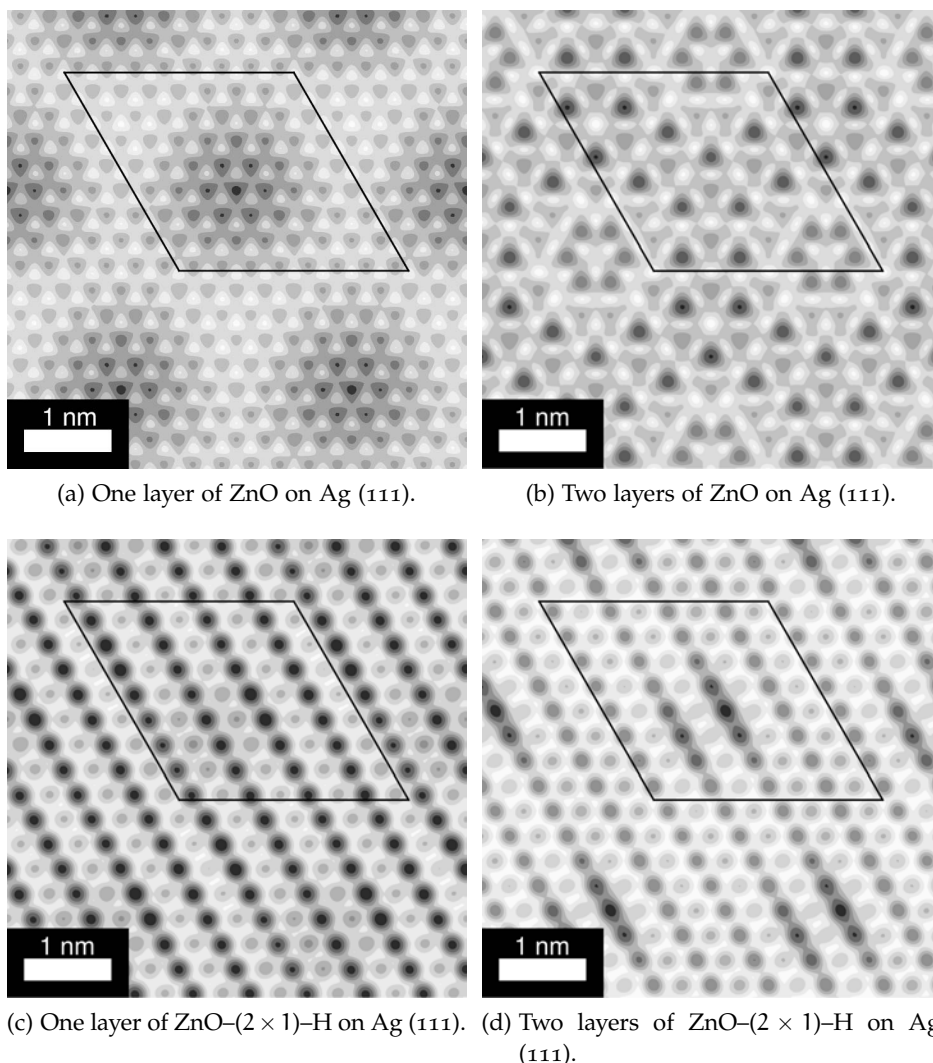 1 nm
1 nm
(a) One layer of ZnO on Ag (111).
(b) Two layers of ZnO on Ag (111).
1 nm
1 nm
(c) One layer of ZnO–(2 × 1)–H on Ag (111).
(d) Two layers of ZnO–(2 × 1)–H on Ag
(111).